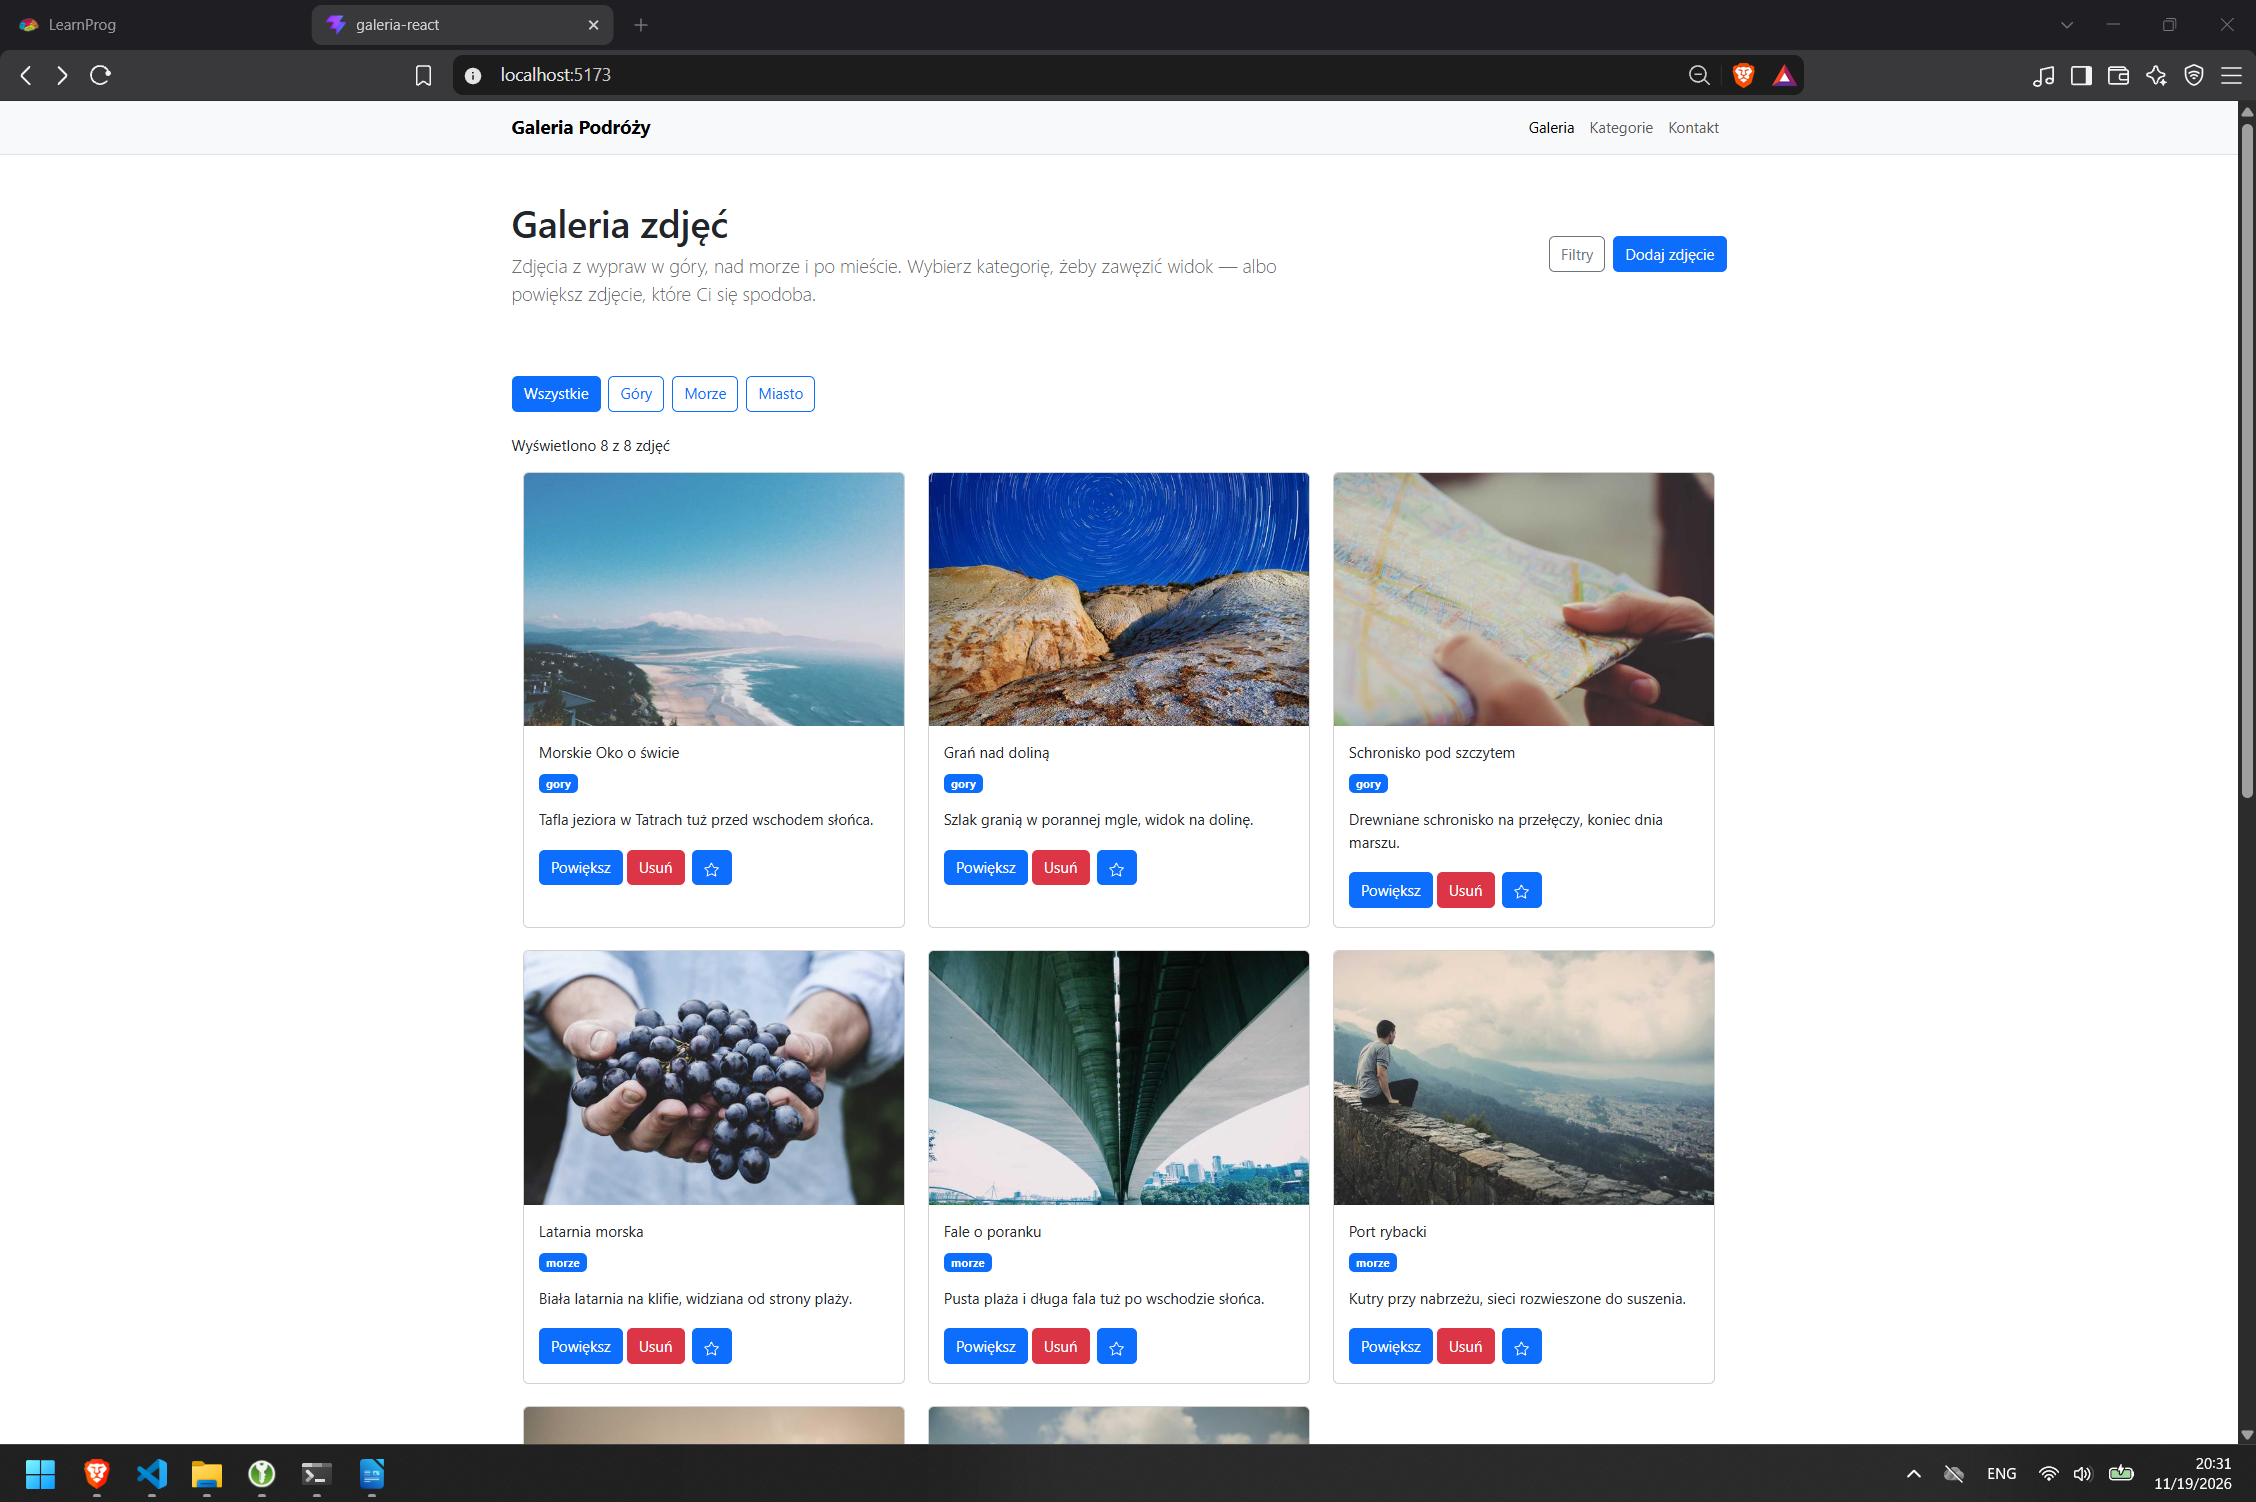 LearnProg
galeria-react
localhost:5173
Galeria Podróży
Galeria Kategorie Kontakt
Galeria zdjęć
Zdjęcia z wypraw w góry, nad morze i po mieście. Wybierz kategorię, żeby zawęzić widok — albo
powiększ zdjęcie, które Ci się spodoba.
Filtry Dodaj zdjęcie
Wszystkie Góry Morze Miasto
Wyświetlono 8 z 8 zdjęć
Morskie Oko o świcie
gory
Tafla jeziora w Tatrach tuż przed wschodem słońca.
Powiększ Usuń
Grań nad doliną
gory
Szlak granią w porannej mgle, widok na dolinę.
Powiększ Usuń
Schronisko pod szczytem
gory
Drewniane schronisko na przełęczy, koniec dnia
marszu.
Powiększ Usuń
Latarnia morska
morze
Biała latarnia na klifie, widziana od strony plaży.
Powiększ Usuń
Fale o poranku
morze
Pusta plaża i długa fala tuż po wschodzie słońca.
Powiększ Usuń
Port rybacki
morze
Kutry przy nabrzeżu, sieci rozwieszone do suszenia.
Powiększ Usuń
ENG
20:31
11/19/2026